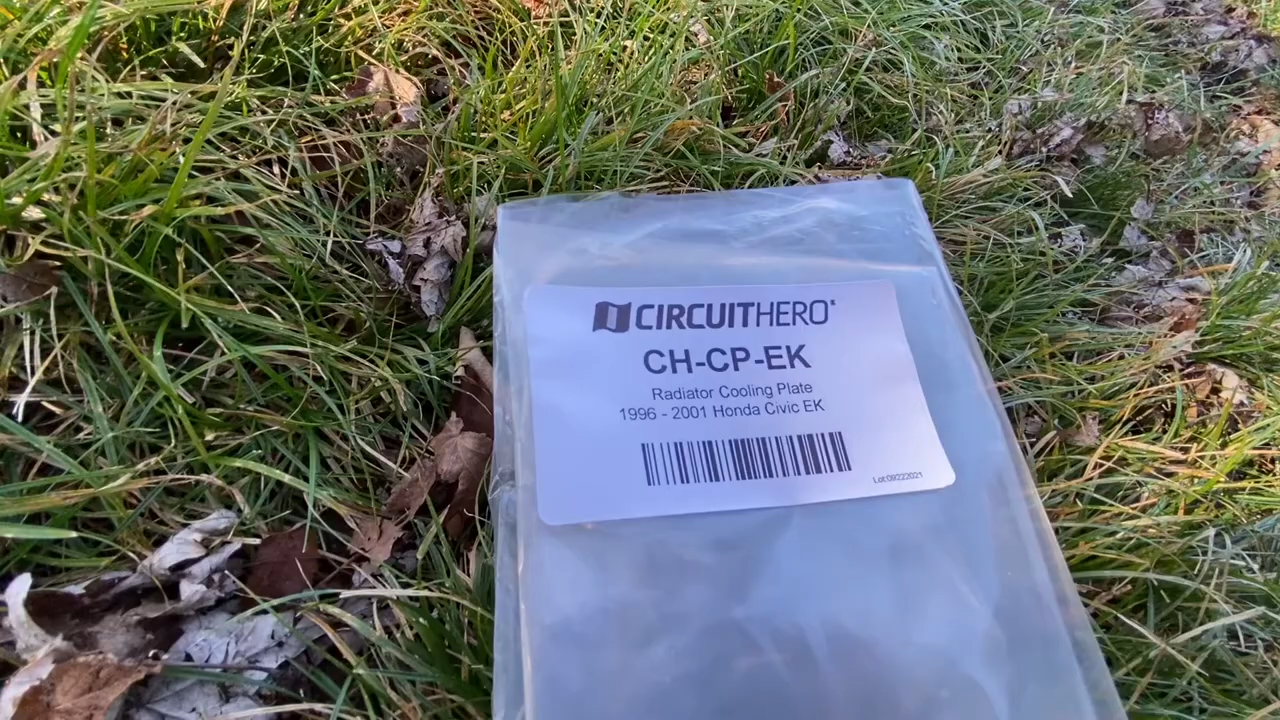 CIRCUITHERO
CH-CP-EK
Radiator Cooling Plate
1996 - 2001 Honda Civic EK
Lot:09222021